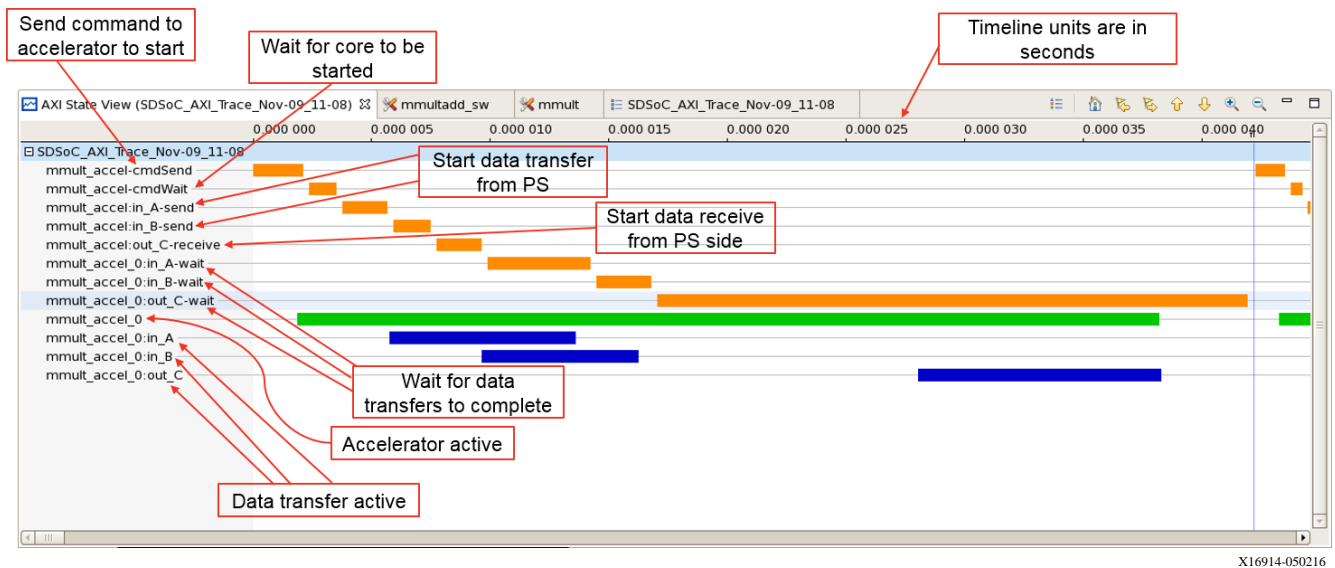 Send command to
accelerator to start
Wait for core to be
started
Timeline units are in
seconds
AXI State View (SDSoC_AXI_Trace_Nov-09_11-08) mmultadd_sw mmult SDSoC_AXI_Trace_Nov-09_11-08
0.000 000 0.000 005 0.000 010 0.000 015 0.000 020 0.000 025 0.000 030 0.000 035 0.000 040
SDSoC_AXI_Trace_Nov-09_11-08
mmult_accel-cmdSend
mmult_accel-cmdWait
mmult_accel:in_A-send
mmult_accel:in_B-send
mmult_accel:out_C-receive
mmult_accel_0:in_A-wait
mmult_accel_0:in_B-wait
mmult_accel_0:out_C-wait
mmult_accel_0
mmult_accel_0:in_A
mmult_accel_0:in_B
mmult_accel_0:out_C
Start data transfer
from PS
Start data receive
from PS side
Wait for data
transfers to complete
Accelerator active
Data transfer active
X16914-050216